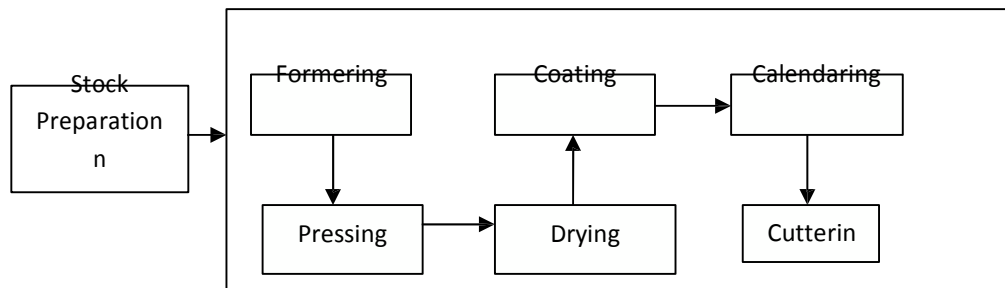 Stock
Preparation
n
Formering
Coating
Calendaring
Pressing
Drying
Cutterin